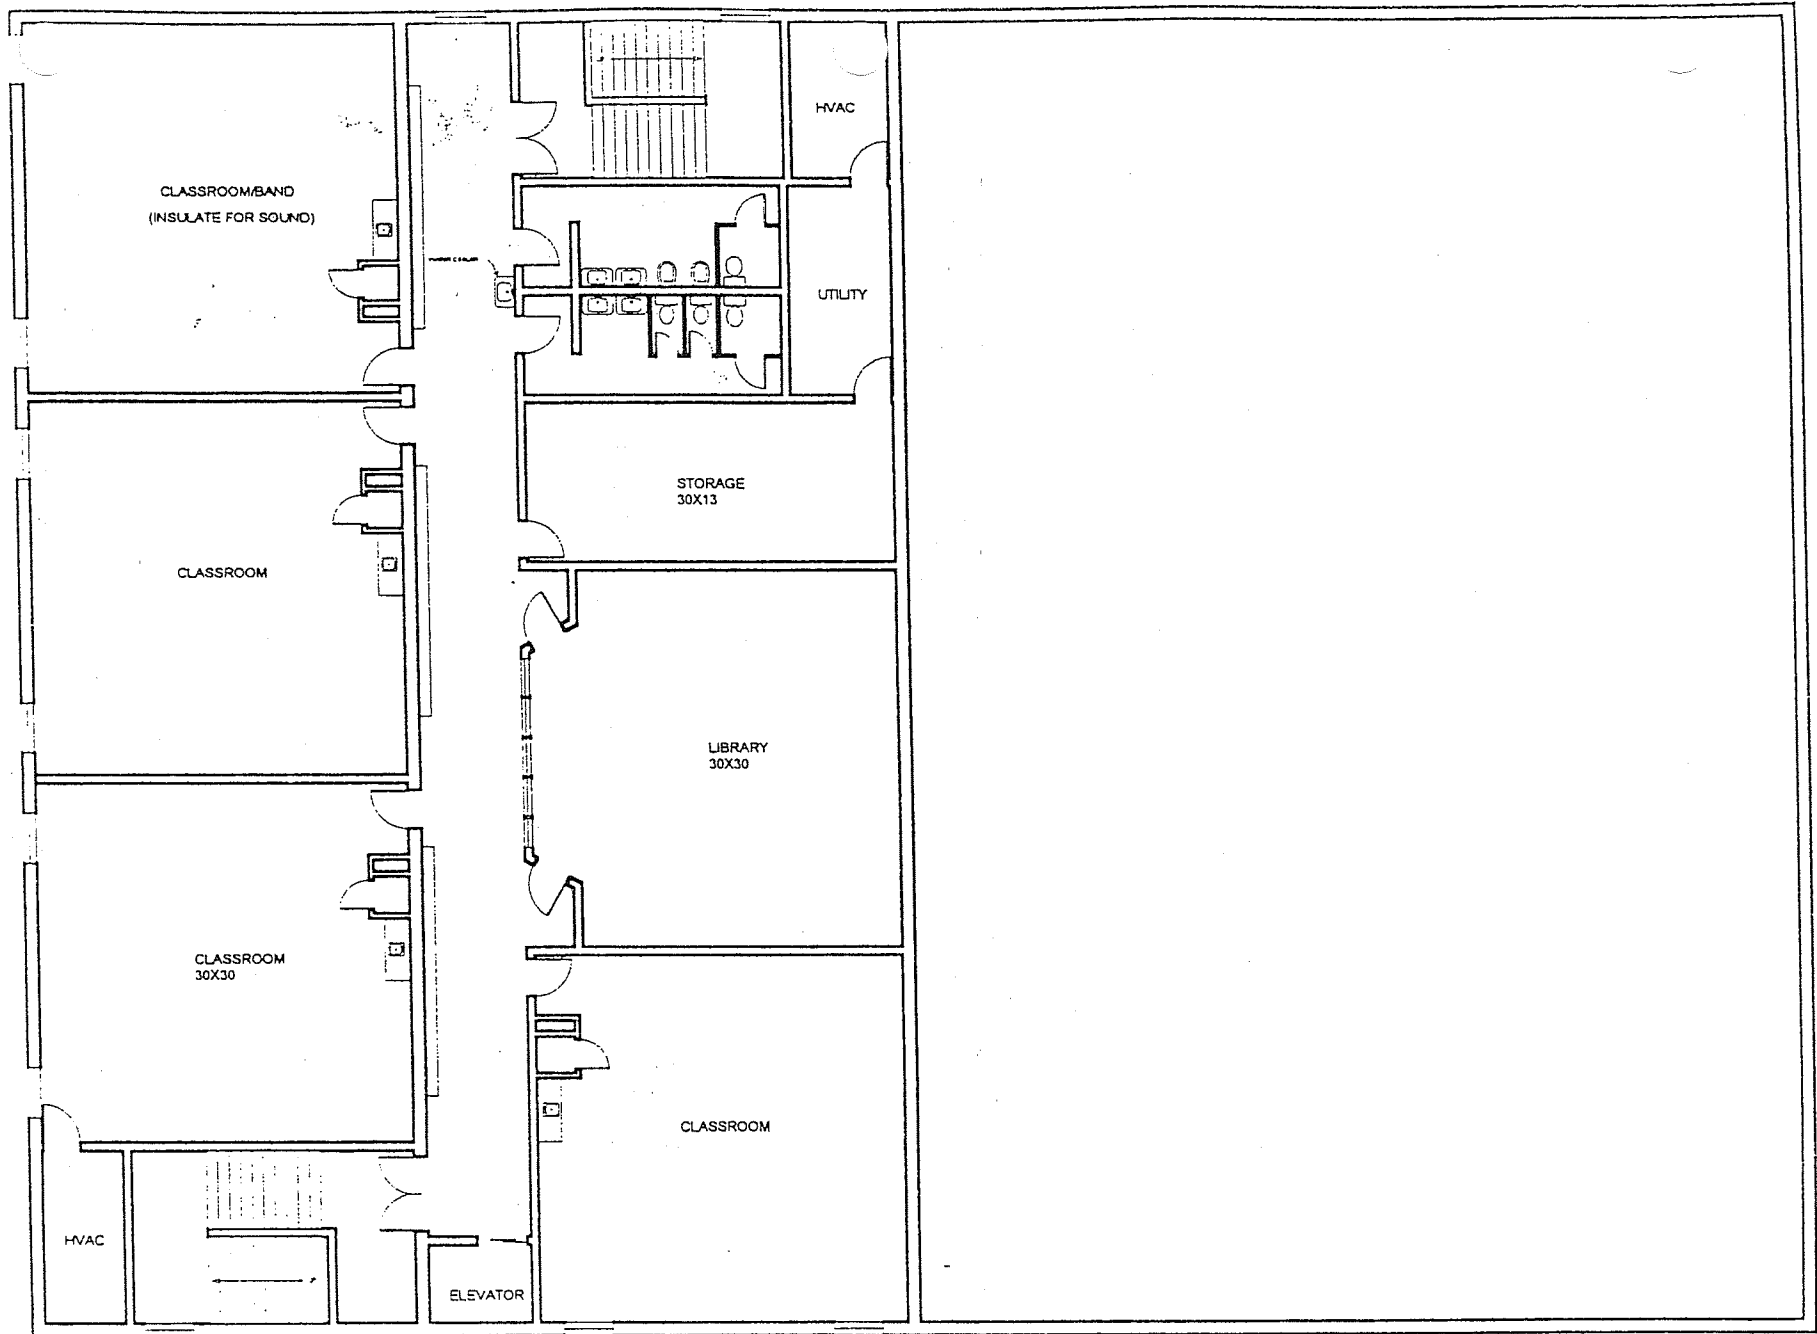 HVAC
CLASSROOM/BAND
(INSULATE FOR SOUND)
UTILITY
STORAGE
30X13
CLASSROOM
LIBRARY
30X30
CLASSROOM
30X30
CLASSROOM
HVAC
ELEVATOR